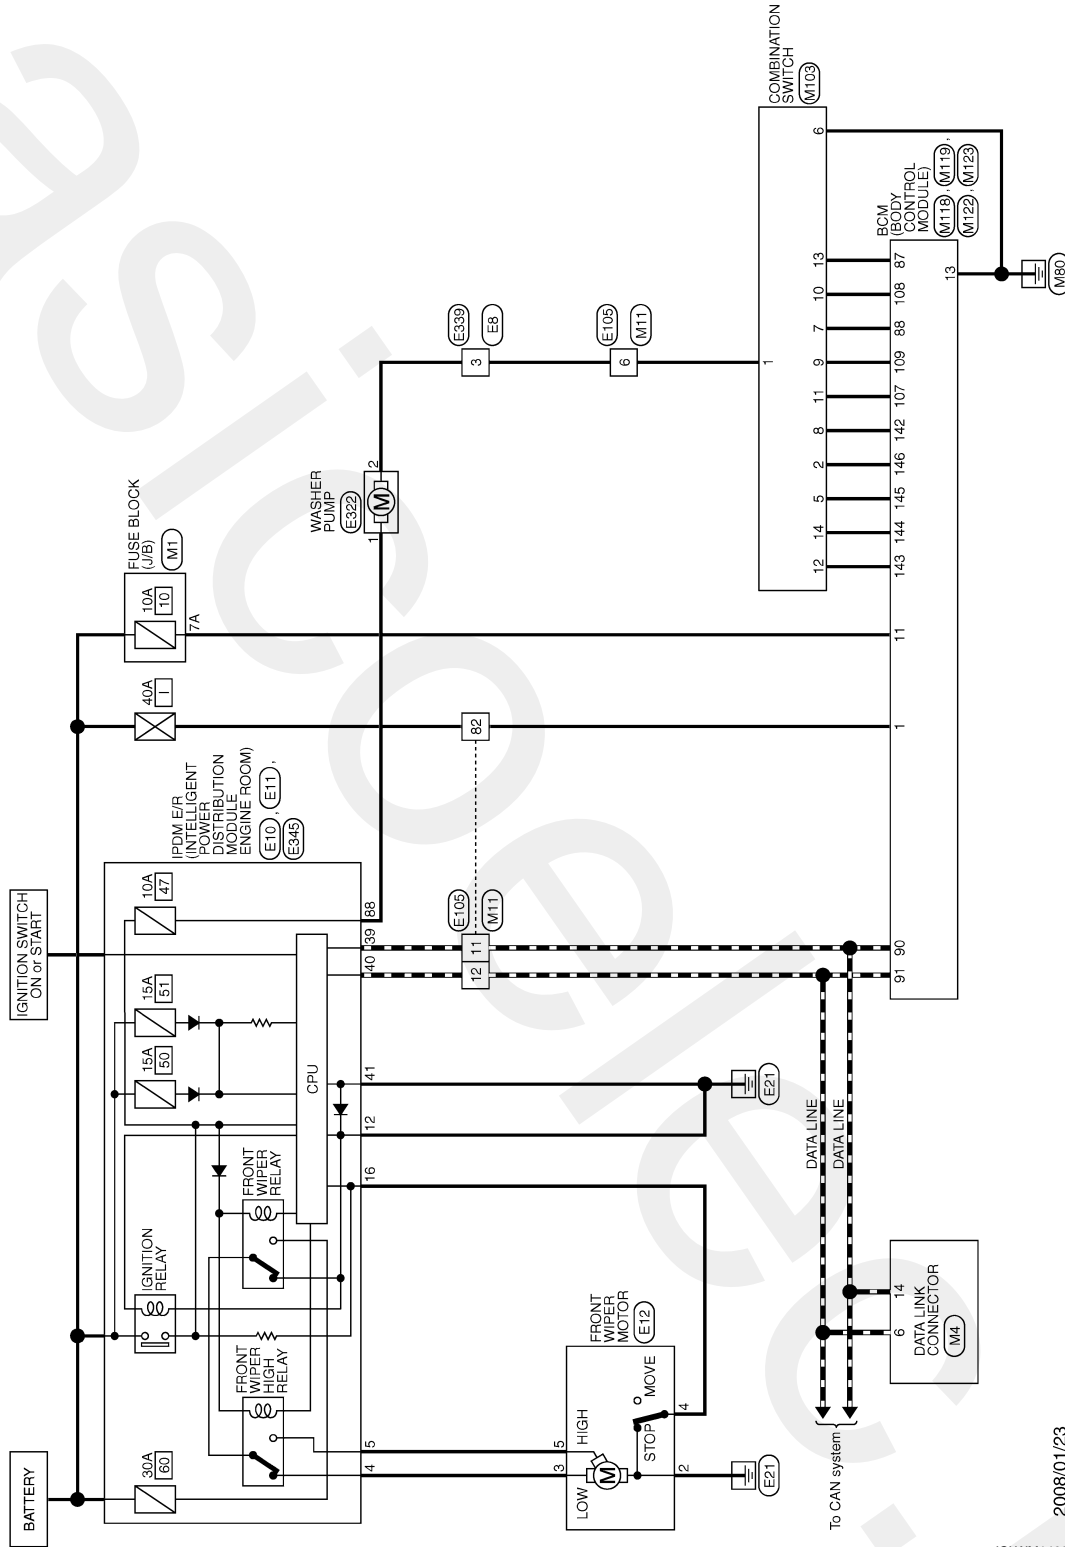 BATTERY
IGNITION SWITCH
ON or START
30A
60
FRONT
WIPER
HIGH
RELAY
IGNITION
RELAY
FRONT
WIPER
RELAY
15A
50
15A
51
10A
47
CPU
IPDM E/R
(INTELLIGENT
POWER
DISTRIBUTION
MODULE
ENGINE ROOM)
E10 , E11 ,
E345
40A
I
10A
10
FUSE BLOCK
(J/B)
M1
7A
4
5
16
12
41
40
39
88
WASHER
PUMP
E322
1
M
2
E105
M11
12
11
82
E339
E8
3
E105
M11
6
COMBINATION
SWITCH
M103
1
12
14
5
2
8
11
9
7
10
13
6
FRONT
WIPER
MOTOR
E12
3
5
LOW
HIGH
M
STOP
MOVE
2
4
E21
E21
DATA LINE
DATA LINE
To CAN system
DATA LINK
CONNECTOR
M4
6
14
91
90
1
11
143
144
145
146
142
107
109
88
108
87
13
BCM
(BODY
CONTROL
MODULE)
M118 , M119 ,
M122 , M123
M80
2008/01/23